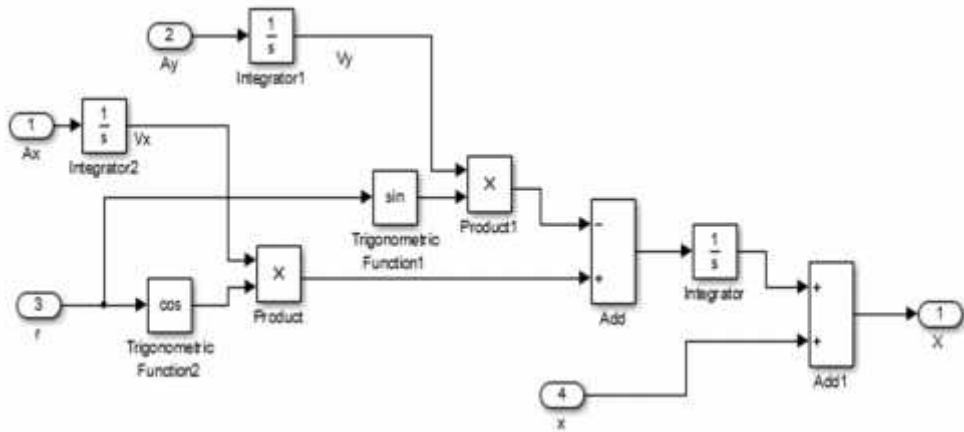 2
Ay
1
s
Integrator1
Vy
1
Ax
1
s
Integrator2
Vx
sin
Trigonometric
Function1
X
Product1
3
r
cos
Trigonometric
Function2
X
Product
−
+
Add
1
s
Integrator
4
x
+
+
Add1
1
X